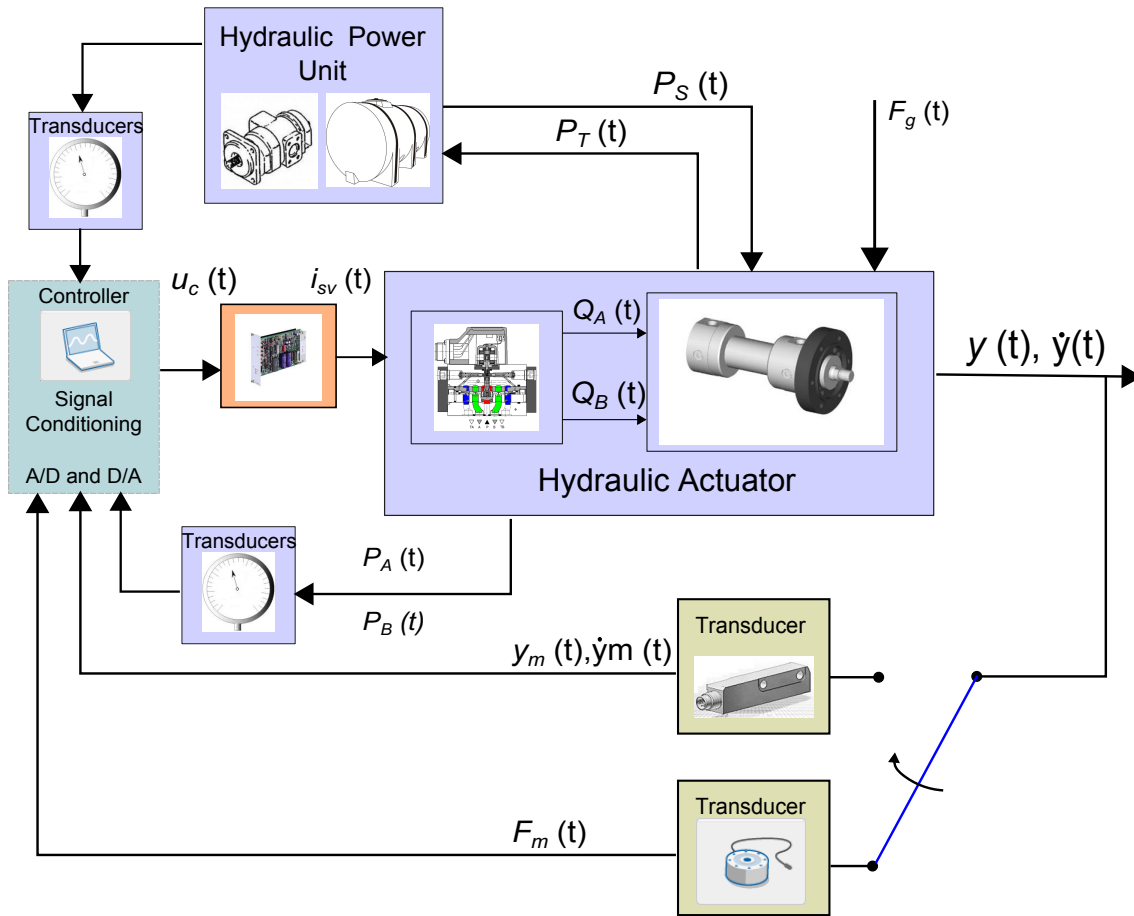 Hydraulic Power
Unit
P_S (t)
P_T (t)
F_g (t)
Transducers
u_c (t)
i_sv (t)
Controller
Signal
Conditioning
A/D and D/A
Q_A (t)
Q_B (t)
Hydraulic Actuator
y (t), ẏ(t)
Transducers
P_A (t)
P_B (t)
y_m (t),ẏm (t)
Transducer
F_m (t)
Transducer